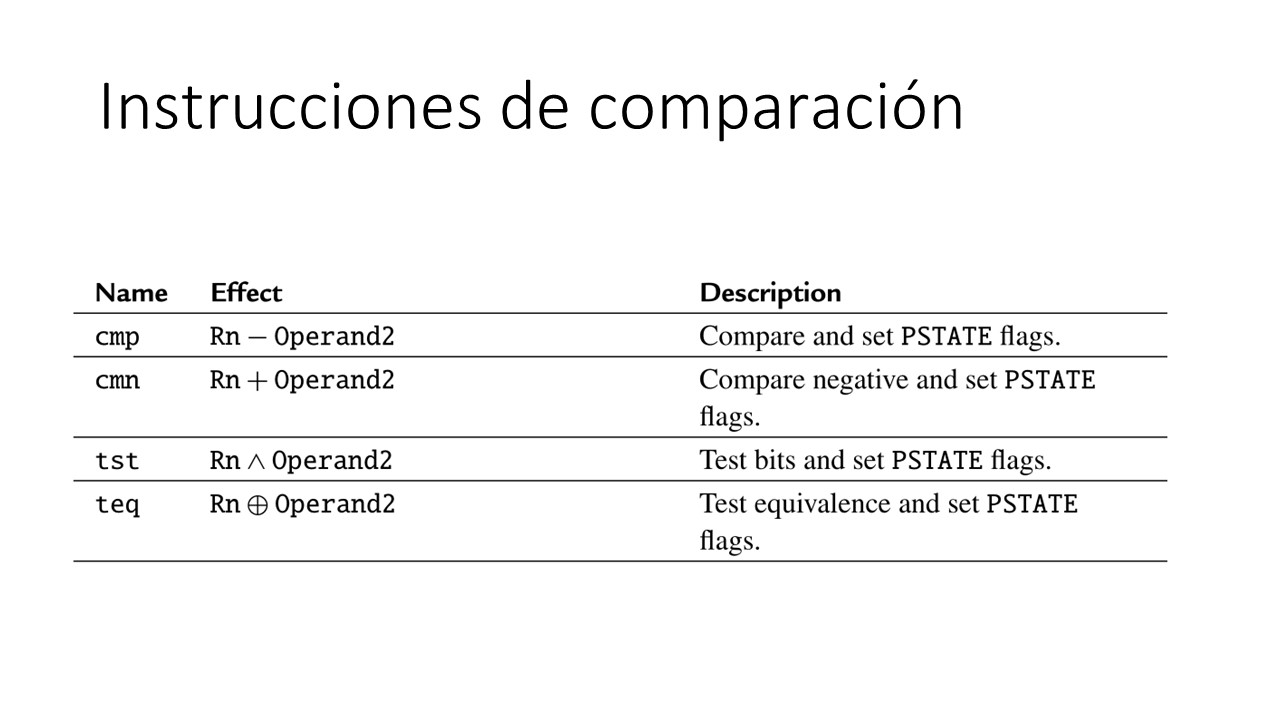 Instrucciones de comparación
Name Effect Description
cmp Rn − Operand2 Compare and set PSTATE flags.
cmn Rn + Operand2 Compare negative and set PSTATE
flags.
tst Rn ∧ Operand2 Test bits and set PSTATE flags.
teq Rn ⊕ Operand2 Test equivalence and set PSTATE
flags.